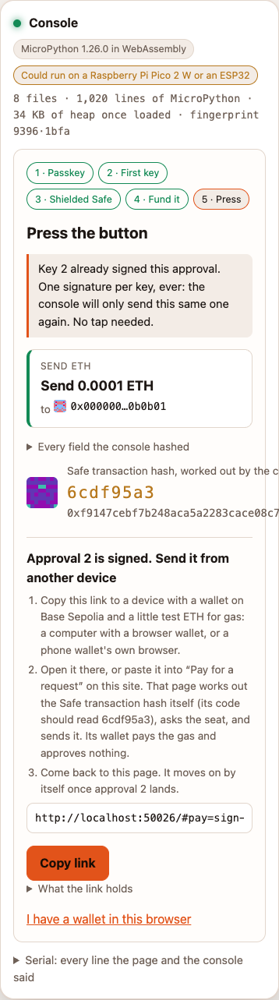 Console
MicroPython 1.26.0 in WebAssembly
Could run on a Raspberry Pi Pico 2 W or an ESP32
8 files · 1,020 lines of MicroPython ·
34 KB of heap once loaded · fingerprint
9396·1bfa
1 · Passkey
2 · First key
3 · Shielded Safe
4 · Fund it
5 · Press
Press the button
Key 2 already signed this approval.
One signature per key, ever: the
console will only send this same one
again. No tap needed.
SEND ETH
Send 0.0001 ETH
to 0x000000…0b0b01
Every field the console hashed
Safe transaction hash, worked out by the c
6cdf95a3
0xf9147cebf7b248aca5a2283cace08c7
Approval 2 is signed. Send it from
another device
1. Copy this link to a device with a wallet on
Base Sepolia and a little test ETH for gas:
a computer with a browser wallet, or a
phone wallet's own browser.
2. Open it there, or paste it into “Pay for a
request” on this site. That page works out
the Safe transaction hash itself (its code
should read 6cdf95a3), asks the seat, and
sends it. Its wallet pays the gas and
approves nothing.
3. Come back to this page. It moves on by
itself once approval 2 lands.
http://localhost:50026/#pay=sign-
Copy link
What the link holds
I have a wallet in this browser
Serial: every line the page and the console
said